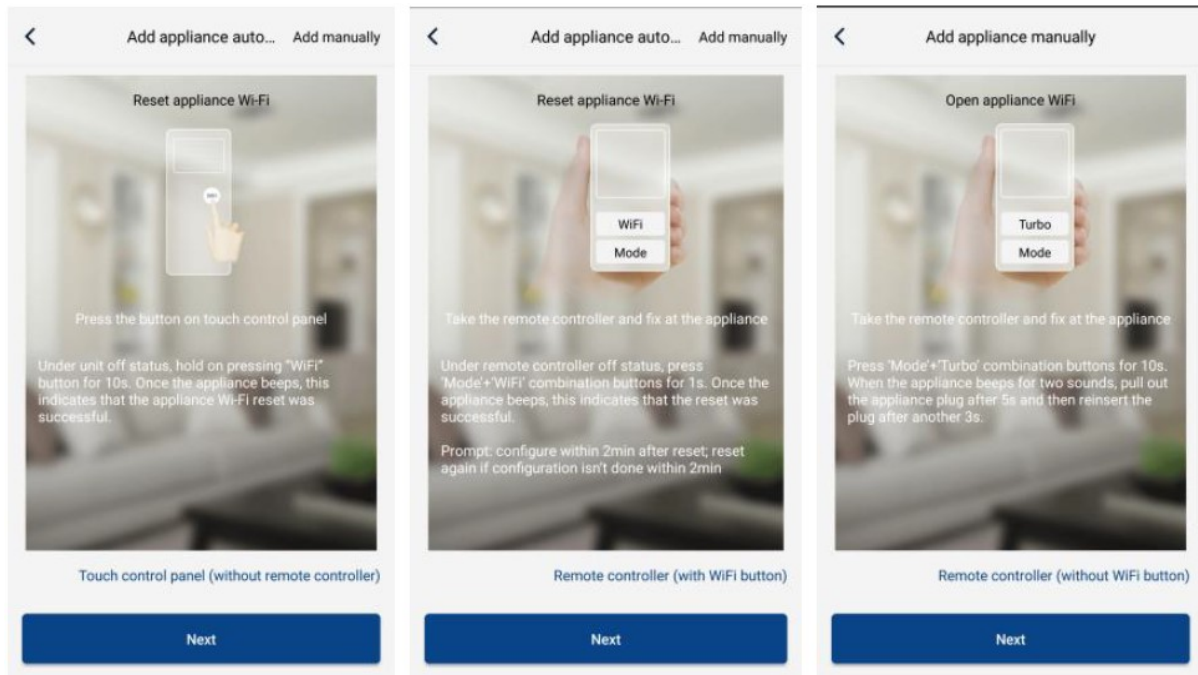 Add appliance auto... Add manually
Reset appliance Wi-Fi
Press the button on touch control panel
Under unit off status, hold on pressing "WiFi"
button for 10s. Once the appliance beeps, this
indicates that the appliance Wi-Fi reset was
successful.
Touch control panel (without remote controller)
Next
Add appliance auto... Add manually
Reset appliance Wi-Fi
WiFi
Mode
Take the remote controller and fix at the appliance
Under remote controller off status, press
'Mode'+'WiFi' combination buttons for 1s. Once the
appliance beeps, this indicates that the reset was
successful.
Prompt: configure within 2min after reset; reset
again if configuration isn't done within 2min
Remote controller (with WiFi button)
Next
Add appliance manually
Open appliance WiFi
Turbo
Mode
Take the remote controller and fix at the appliance
Press 'Mode'+'Turbo' combination buttons for 10s.
When the appliance beeps for two sounds, pull out
the appliance plug after 5s and then reinsert the
plug after another 3s.
Remote controller (without WiFi button)
Next